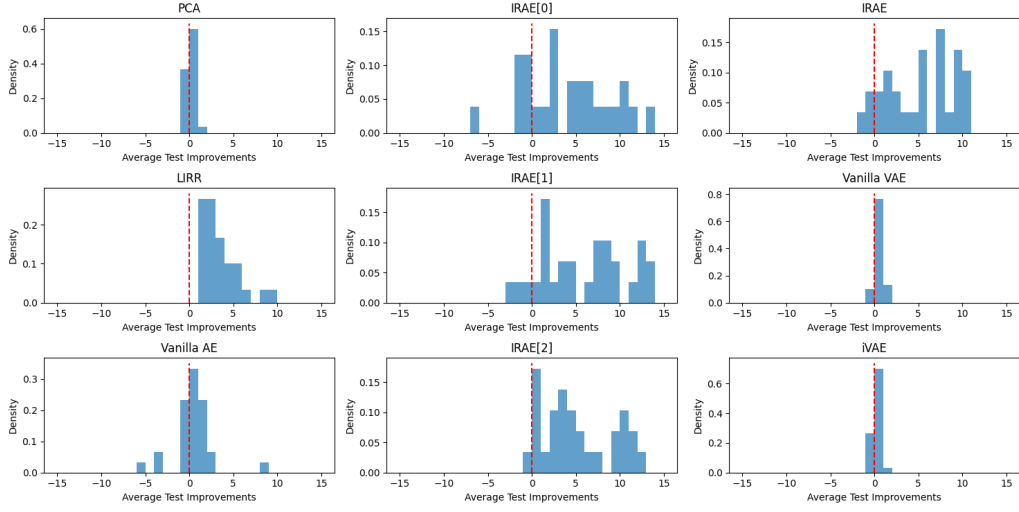 PCA
Density
0.6
0.4
0.2
0.0
−15 −10 −5 0 5 10 15
Average Test Improvements
IRAE[0]
Density
0.15
0.10
0.05
0.00
−15 −10 −5 0 5 10 15
Average Test Improvements
IRAE
Density
0.15
0.10
0.05
0.00
−15 −10 −5 0 5 10 15
Average Test Improvements
LIRR
Density
0.2
0.1
0.0
−15 −10 −5 0 5 10 15
Average Test Improvements
IRAE[1]
Density
0.15
0.10
0.05
0.00
−15 −10 −5 0 5 10 15
Average Test Improvements
Vanilla VAE
Density
0.8
0.6
0.4
0.2
0.0
−15 −10 −5 0 5 10 15
Average Test Improvements
Vanilla AE
Density
0.3
0.2
0.1
0.0
−15 −10 −5 0 5 10 15
Average Test Improvements
IRAE[2]
Density
0.15
0.10
0.05
0.00
−15 −10 −5 0 5 10 15
Average Test Improvements
iVAE
Density
0.6
0.4
0.2
0.0
−15 −10 −5 0 5 10 15
Average Test Improvements